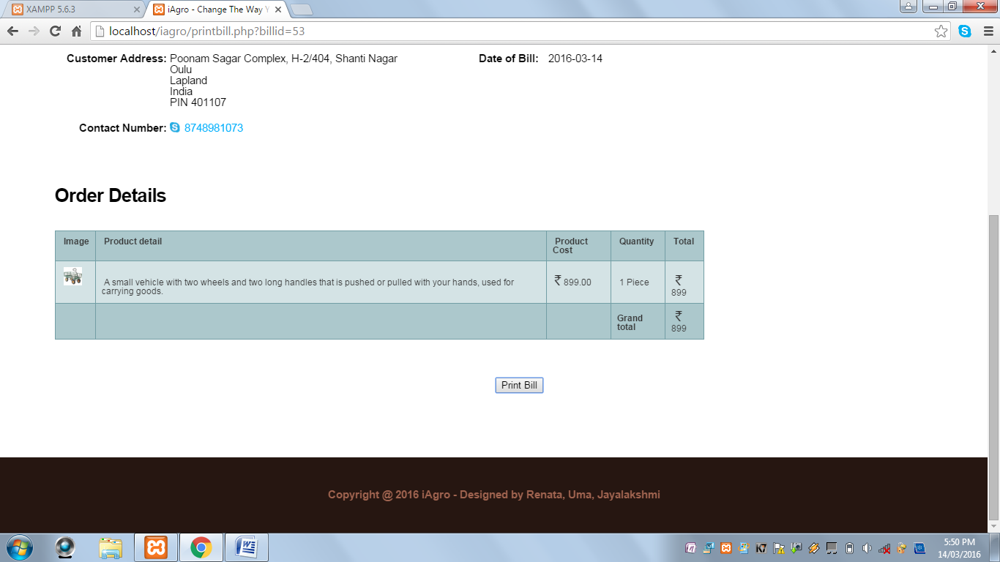 XAMPP 5.6.3
iAgro - Change The Way Y
localhost/iagro/printbill.php?billid=53
Customer Address: Poonam Sagar Complex, H-2/404, Shanti Nagar
Oulu
Lapland
India
PIN 401107
Date of Bill: 2016-03-14
Contact Number: 8748981073
Order Details
Image Product detail Product Cost Quantity Total
A small vehicle with two wheels and two long handles that is pushed or pulled with your hands, used for
carrying goods.
₹ 899.00 1 Piece ₹
899
Grand
total
₹
899
Print Bill
Copyright @ 2016 iAgro - Designed by Renata, Uma, Jayalakshmi
5:50 PM
14/03/2016